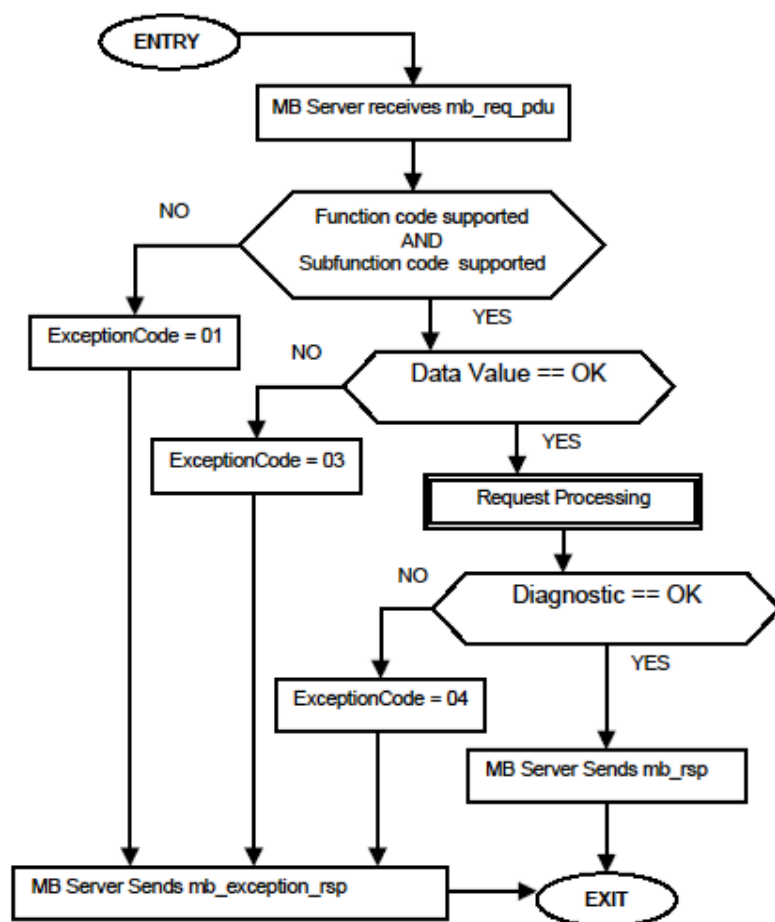 ENTRY
MB Server receives mb_req_pdu
NO
Function code supported
AND
Subfunction code supported
YES
ExceptionCode = 01
NO
Data Value == OK
YES
ExceptionCode = 03
Request Processing
NO
Diagnostic == OK
YES
ExceptionCode = 04
MB Server Sends mb_rsp
MB Server Sends mb_exception_rsp
EXIT